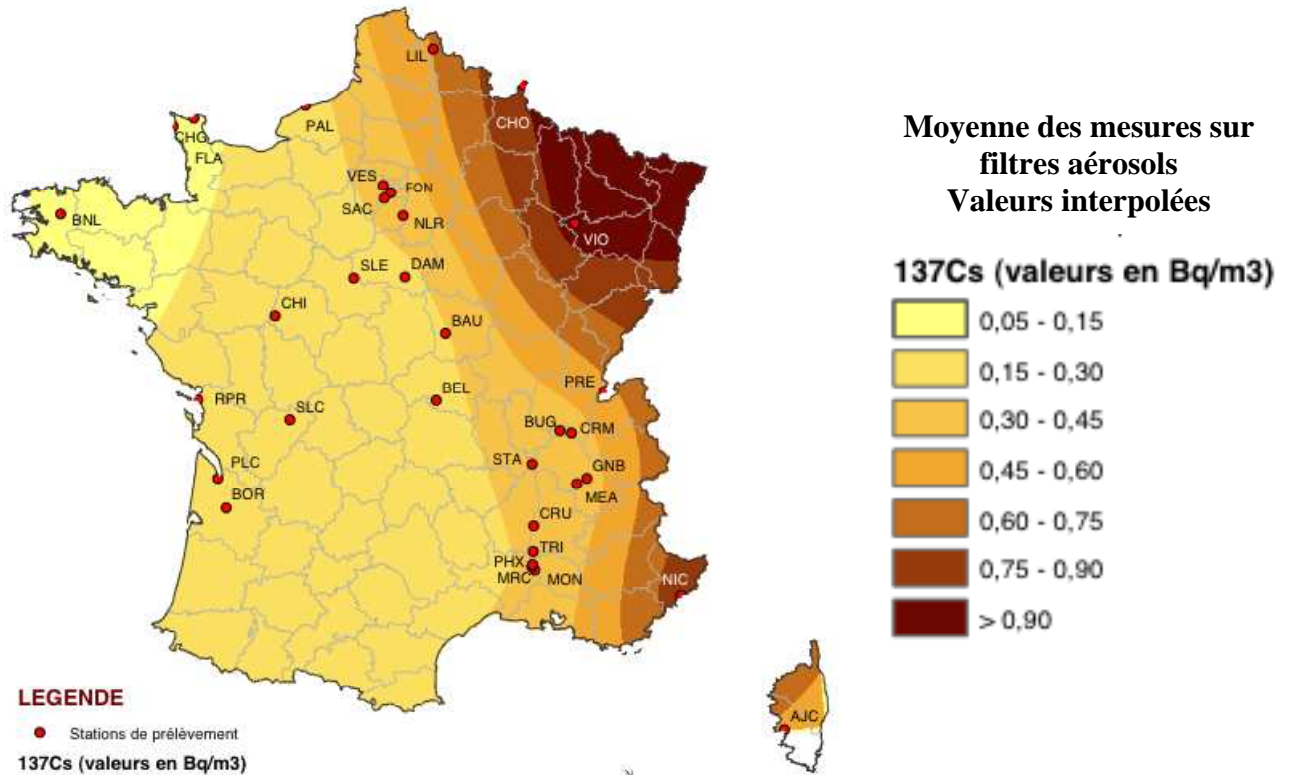 LIL
CHO
CHG
FLA
PAL
VES
FON
SAC
NLR
BNL
VIO
SLE
DAM
CHI
BAU
BEL
PRE
RPR
SLC
BUG
CRM
STA
GNB
MEA
PLC
BOR
CRU
TRI
PHX
MRC
MON
NIC
AJC
Moyenne des mesures sur
filtres aérosols
Valeurs interpolées
137Cs (valeurs en Bq/m3)
0,05 - 0,15
0,15 - 0,30
0,30 - 0,45
0,45 - 0,60
0,60 - 0,75
0,75 - 0,90
> 0,90
LEGENDE
Stations de prélèvement
137Cs (valeurs en Bq/m3)